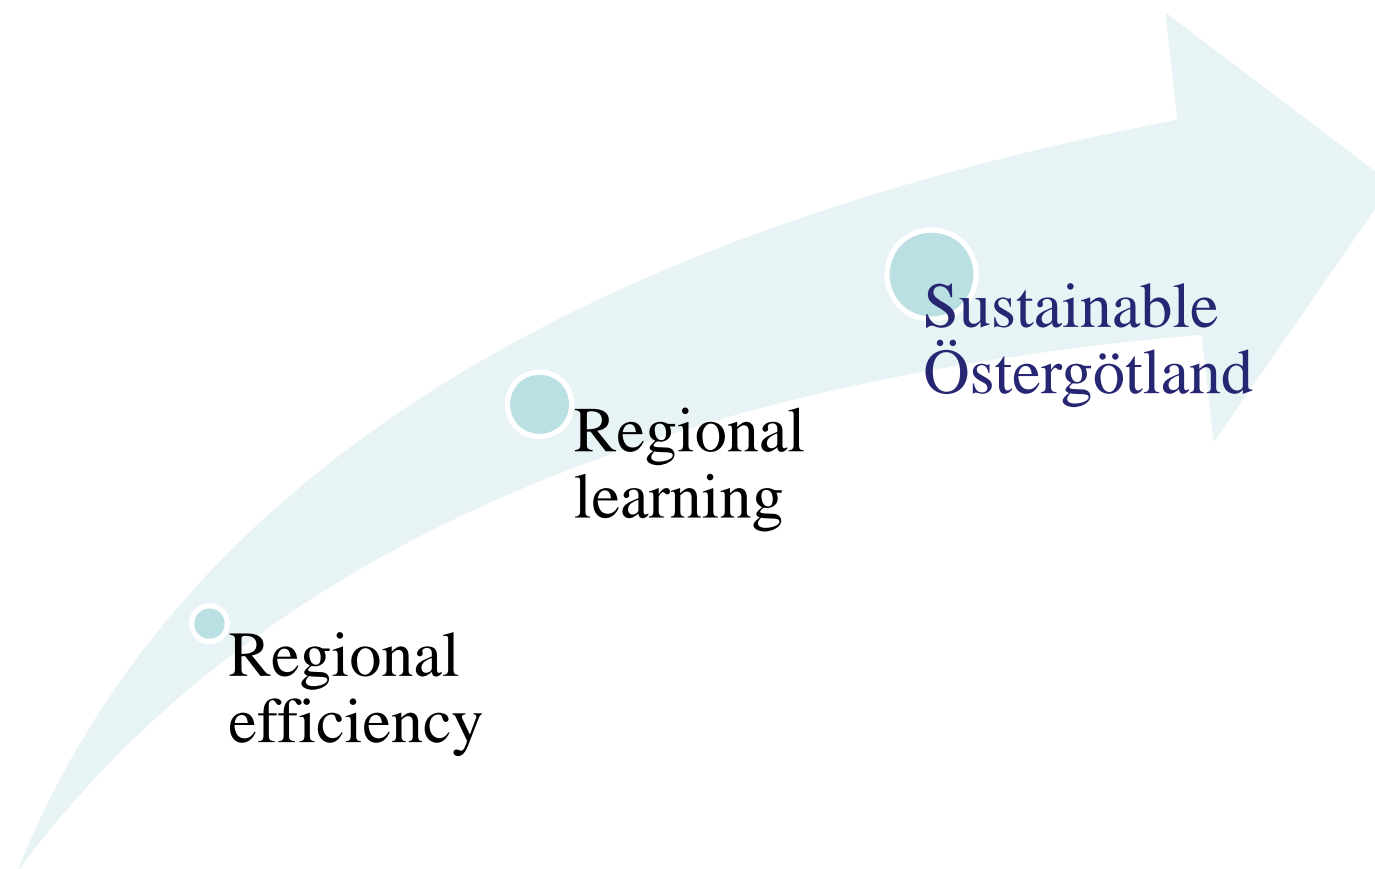 Sustainable
Östergötland
Regional
learning
Regional
efficiency